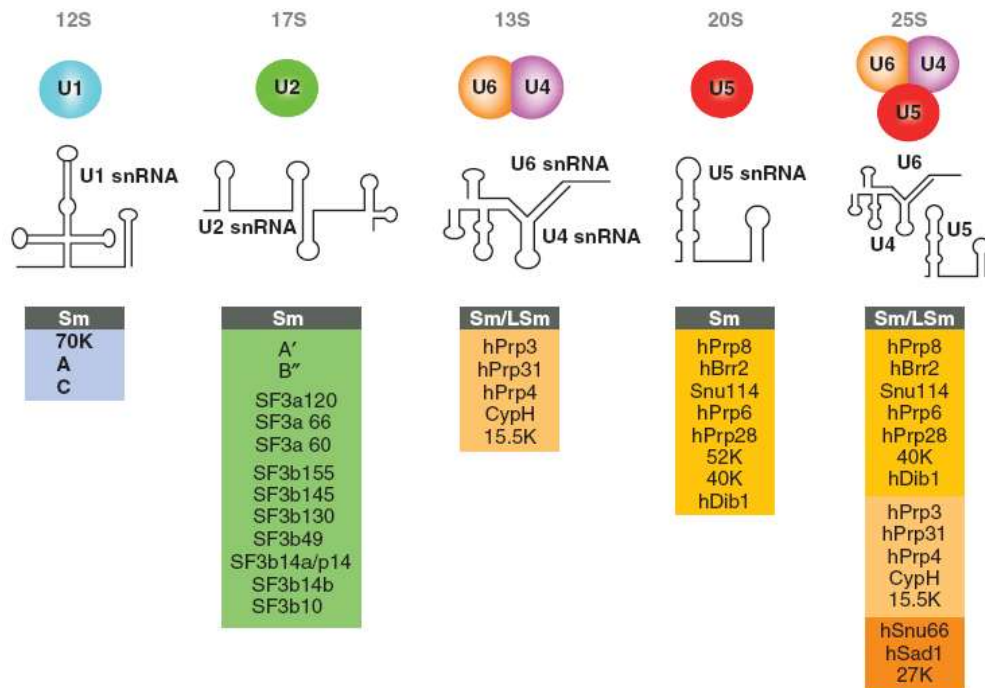 12S
U1
U1 snRNA
Sm
70K
A
C
17S
U2
U2 snRNA
Sm
A′
B″
SF3a120
SF3a 66
SF3a 60
SF3b155
SF3b145
SF3b130
SF3b49
SF3b14a/p14
SF3b14b
SF3b10
13S
U6 U4
U6 snRNA
U4 snRNA
Sm/LSm
hPrp3
hPrp31
hPrp4
CypH
15.5K
20S
U5
U5 snRNA
Sm
hPrp8
hBrr2
Snu114
hPrp6
hPrp28
52K
40K
hDib1
25S
U6 U4
U5
U6
U4
U5
Sm/LSm
hPrp8
hBrr2
Snu114
hPrp6
hPrp28
40K
hDib1
hPrp3
hPrp31
hPrp4
CypH
15.5K
hSnu66
hSad1
27K